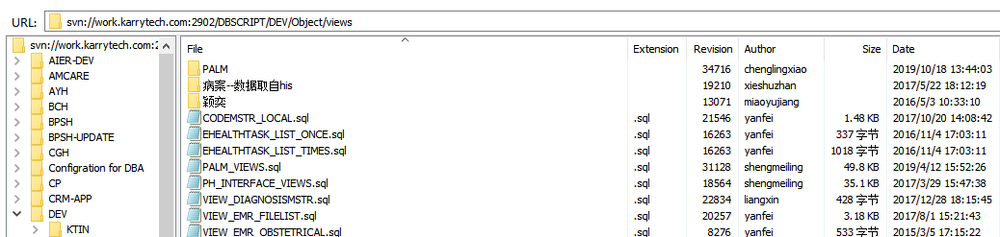 URL: svn://work.karrytech.com:2902/DBSCRIPT/DEV/Object/views
svn://work.karrytech.com:2
AIER-DEV
AMCARE
AYH
BCH
BPSH
BPSH-UPDATE
CGH
Configration for DBA
CP
CRM-APP
DEV
KTIN
File Extension Revision Author Size Date
PALM 34716 chenglingxiao 2019/10/18 13:44:03
病案--数据取自his 19210 xieshuzhan 2017/5/22 18:12:19
颖奕 13071 miaoyujiang 2016/5/3 10:33:10
CODEMSTR_LOCAL.sql .sql 21546 yanfei 1.48 KB 2017/10/20 14:08:42
EHEALTHTASK_LIST_ONCE.sql .sql 16263 yanfei 337 字节 2016/11/4 17:03:11
EHEALTHTASK_LIST_TIMES.sql .sql 16263 yanfei 1018 字节 2016/11/4 17:03:11
PALM_VIEWS.sql .sql 31128 shengmeiling 49.8 KB 2019/4/12 15:52:26
PH_INTERFACE_VIEWS.sql .sql 18564 shengmeiling 35.1 KB 2017/3/29 15:47:38
VIEW_DIAGNOSISMSTR.sql .sql 22834 liangxin 428 字节 2017/12/28 18:15:45
VIEW_EMR_FILELIST.sql .sql 20257 yanfei 3.18 KB 2017/8/1 15:21:43
VIEW_EMR_OBSTETRICAL.sql .sql 8276 yanfei 533 字节 2015/3/5 17:15:22